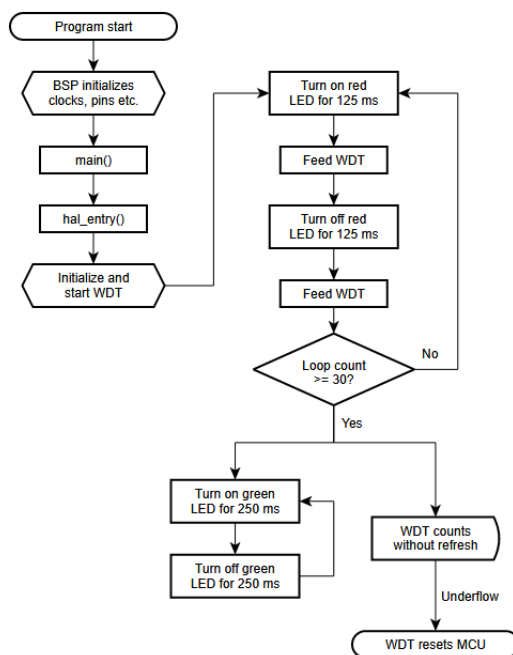 Program start
BSP initializes
clocks, pins etc.
main()
hal_entry()
Initialize and
start WDT
Turn on red
LED for 125 ms
Feed WDT
Turn off red
LED for 125 ms
Feed WDT
Loop count
>= 30?
No
Yes
Turn on green
LED for 250 ms
Turn off green
LED for 250 ms
WDT counts
without refresh
Underflow
WDT resets MCU